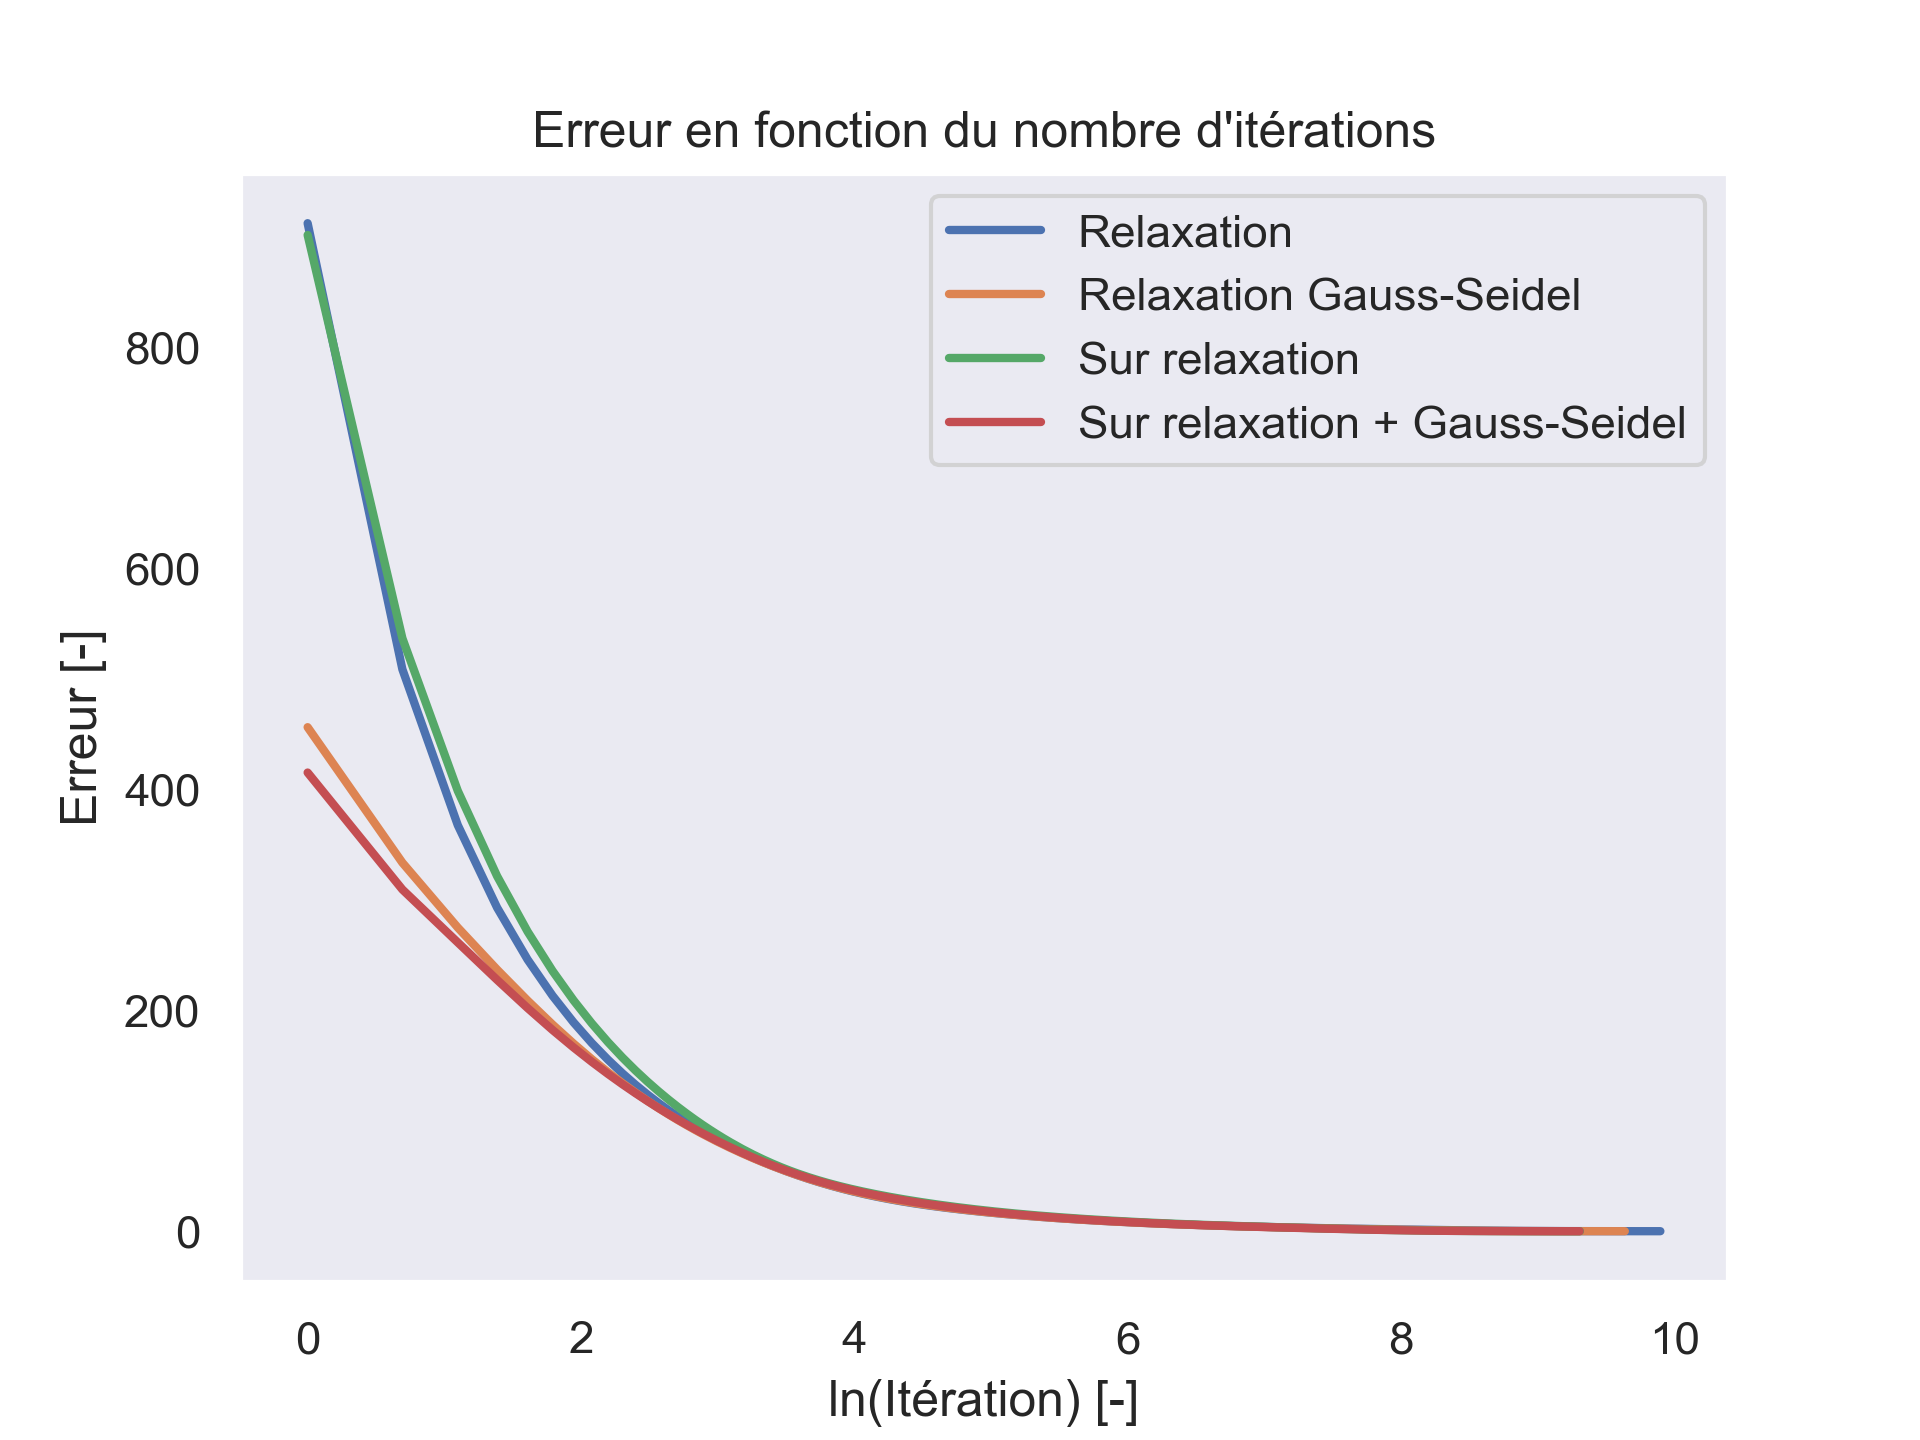 Erreur en fonction du nombre d'itérations
Relaxation
Relaxation Gauss-Seidel
Sur relaxation
Sur relaxation + Gauss-Seidel
Erreur [-]
800
600
400
200
0
0 2 4 6 8 10
ln(Itération) [-]